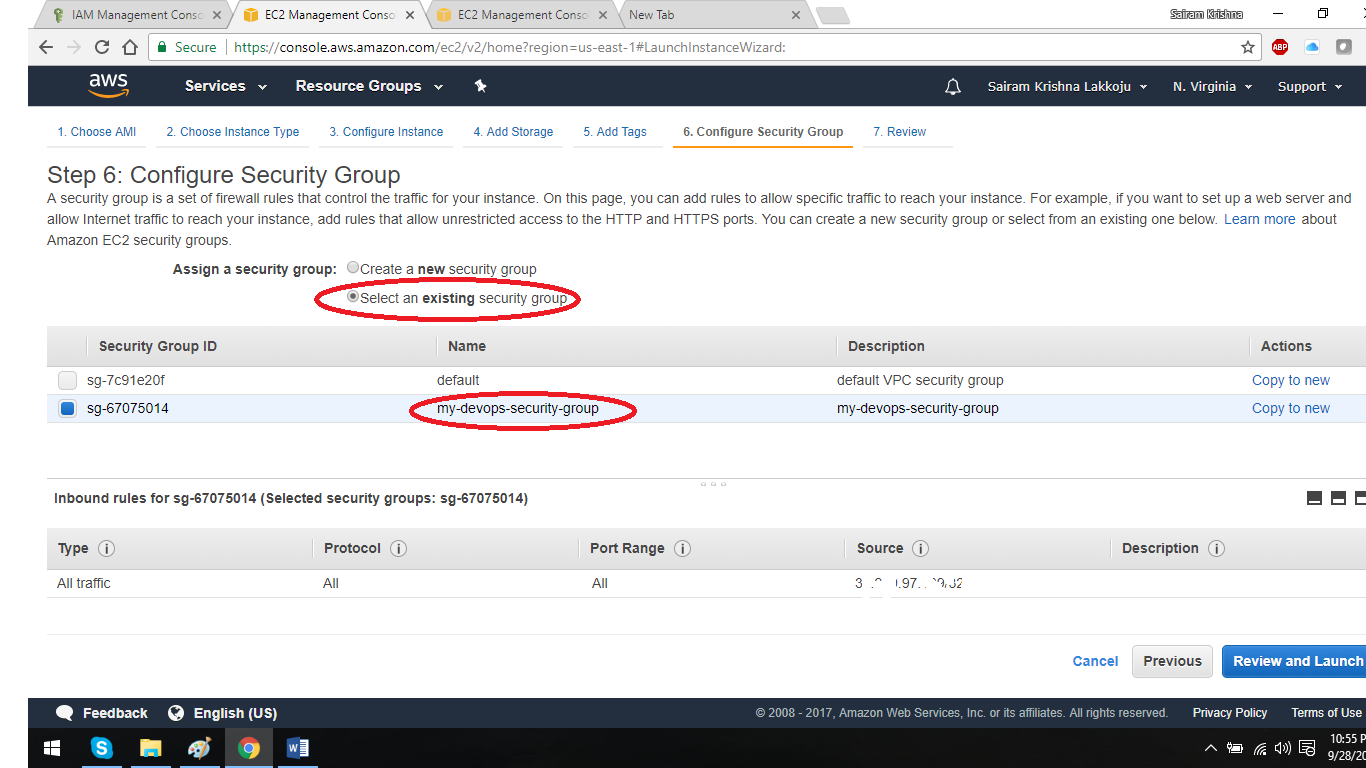 IAM Management Conso
EC2 Management Conso
EC2 Management Conso
New Tab
Sairam Krishna
Secure
https://console.aws.amazon.com/ec2/v2/home?region=us-east-1#LaunchInstanceWizard:
ABP
aws
Services
Resource Groups
Sairam Krishna Lakkoju
N. Virginia
Support
1. Choose AMI
2. Choose Instance Type
3. Configure Instance
4. Add Storage
5. Add Tags
6. Configure Security Group
7. Review
Step 6: Configure Security Group
A security group is a set of firewall rules that control the traffic for your instance. On this page, you can add rules to allow specific traffic to reach your instance. For example, if you want to set up a web server and
allow Internet traffic to reach your instance, add rules that allow unrestricted access to the HTTP and HTTPS ports. You can create a new security group or select from an existing one below. Learn more about
Amazon EC2 security groups.
Assign a security group: Create a new security group
Select an existing security group
Security Group ID Name Description Actions
sg-7c91e20f default default VPC security group Copy to new
sg-67075014 my-devops-security-group my-devops-security-group Copy to new
Inbound rules for sg-67075014 (Selected security groups: sg-67075014)
Type Protocol Port Range Source Description
All traffic All All
Cancel Previous Review and Launch
Feedback English (US) © 2008 - 2017, Amazon Web Services, Inc. or its affiliates. All rights reserved. Privacy Policy Terms of Use
10:55 P
9/28/20